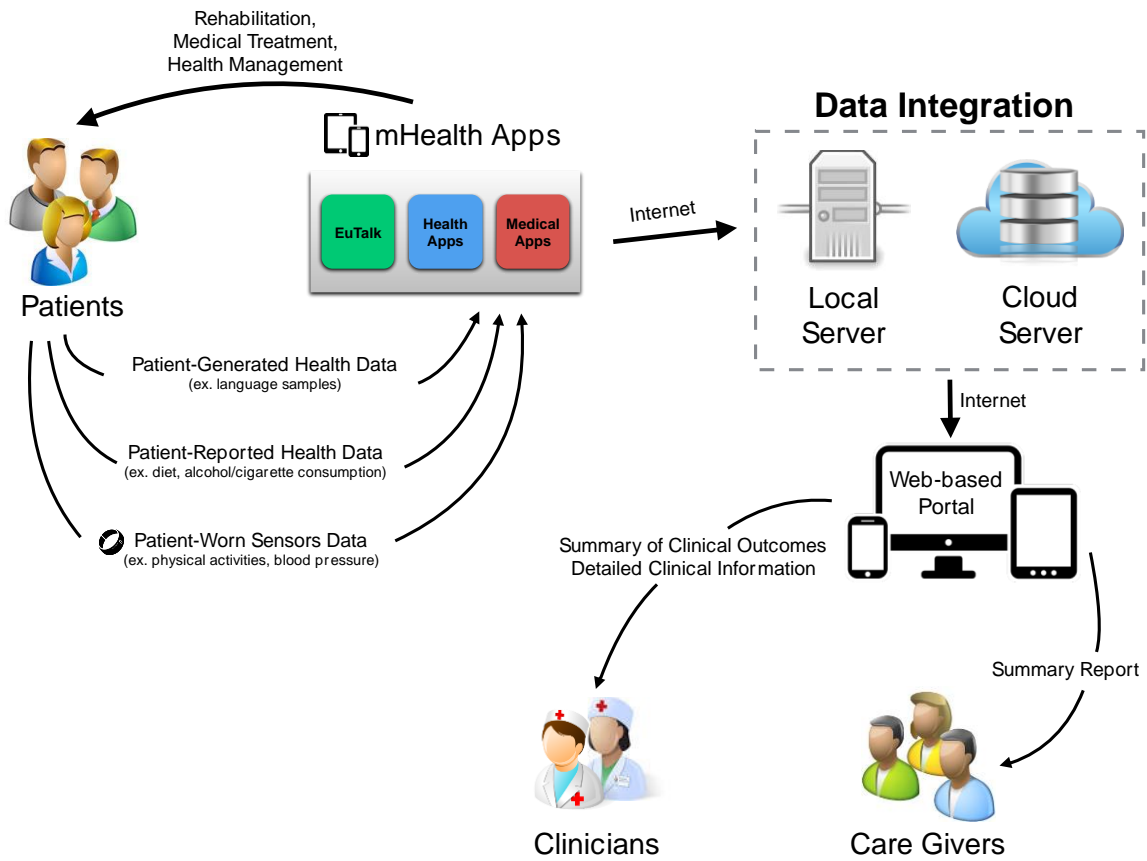 Rehabilitation,
Medical Treatment,
Health Management
mHealth Apps
EuTalk
Health
Apps
Medical
Apps
Patients
Internet
Data Integration
Local
Server
Cloud
Server
Patient-Generated Health Data
(ex. language samples)
Patient-Reported Health Data
(ex. diet, alcohol/cigarette consumption)
Patient-Worn Sensors Data
(ex. physical activities, blood pressure)
Internet
Web-based
Portal
Summary of Clinical Outcomes
Detailed Clinical Information
Summary Report
Clinicians
Care Givers